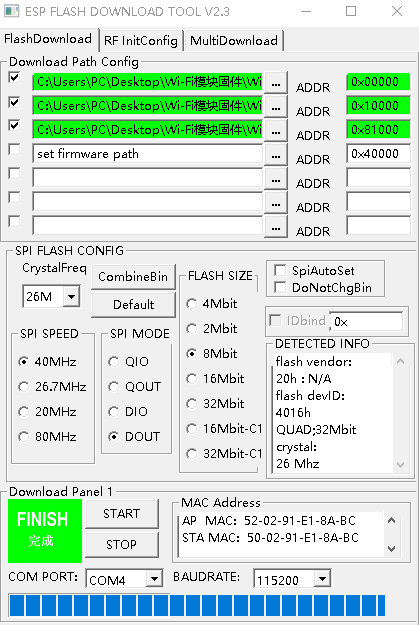 ESP FLASH DOWNLOAD TOOL V2.3
FlashDownload RF InitConfig MultiDownload
Download Path Config
C:\Users\PC\Desktop\Wi-Fi模块固件\Wi ... ADDR 0x00000
C:\Users\PC\Desktop\Wi-Fi模块固件\Wi ... ADDR 0x10000
C:\Users\PC\Desktop\Wi-Fi模块固件\Wi ... ADDR 0x81000
set firmware path ... ADDR 0x40000
... ADDR
... ADDR
... ADDR
SPI FLASH CONFIG
CrystalFreq
26M
CombineBin
Default
SPI SPEED
40MHz
26.7MHz
20MHz
80MHz
SPI MODE
QIO
QOUT
DIO
DOUT
FLASH SIZE
4Mbit
2Mbit
8Mbit
16Mbit
32Mbit
16Mbit-C1
32Mbit-C1
SpiAutoSet
DoNotChgBin
IDbind 0x
DETECTED INFO
flash vendor:
20h : N/A
flash devID:
4016h
QUAD;32Mbit
crystal:
26 Mhz
Download Panel 1
FINISH
完成
START
STOP
MAC Address
AP MAC: 52-02-91-E1-8A-BC
STA MAC: 50-02-91-E1-8A-BC
COM PORT: COM4 BAUDRATE: 115200